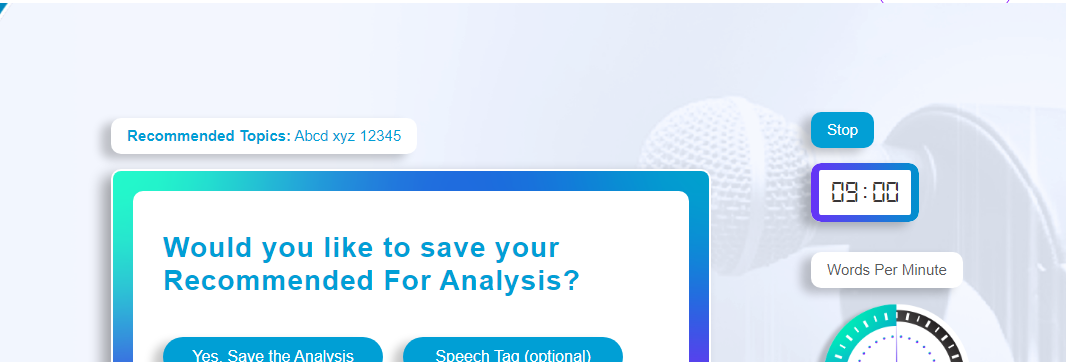 Recommended Topics: Abcd xyz 12345
Stop
09:00
Would you like to save your
Recommended For Analysis?
Words Per Minute
Yes, Save the Analysis
Speech Tag (optional)